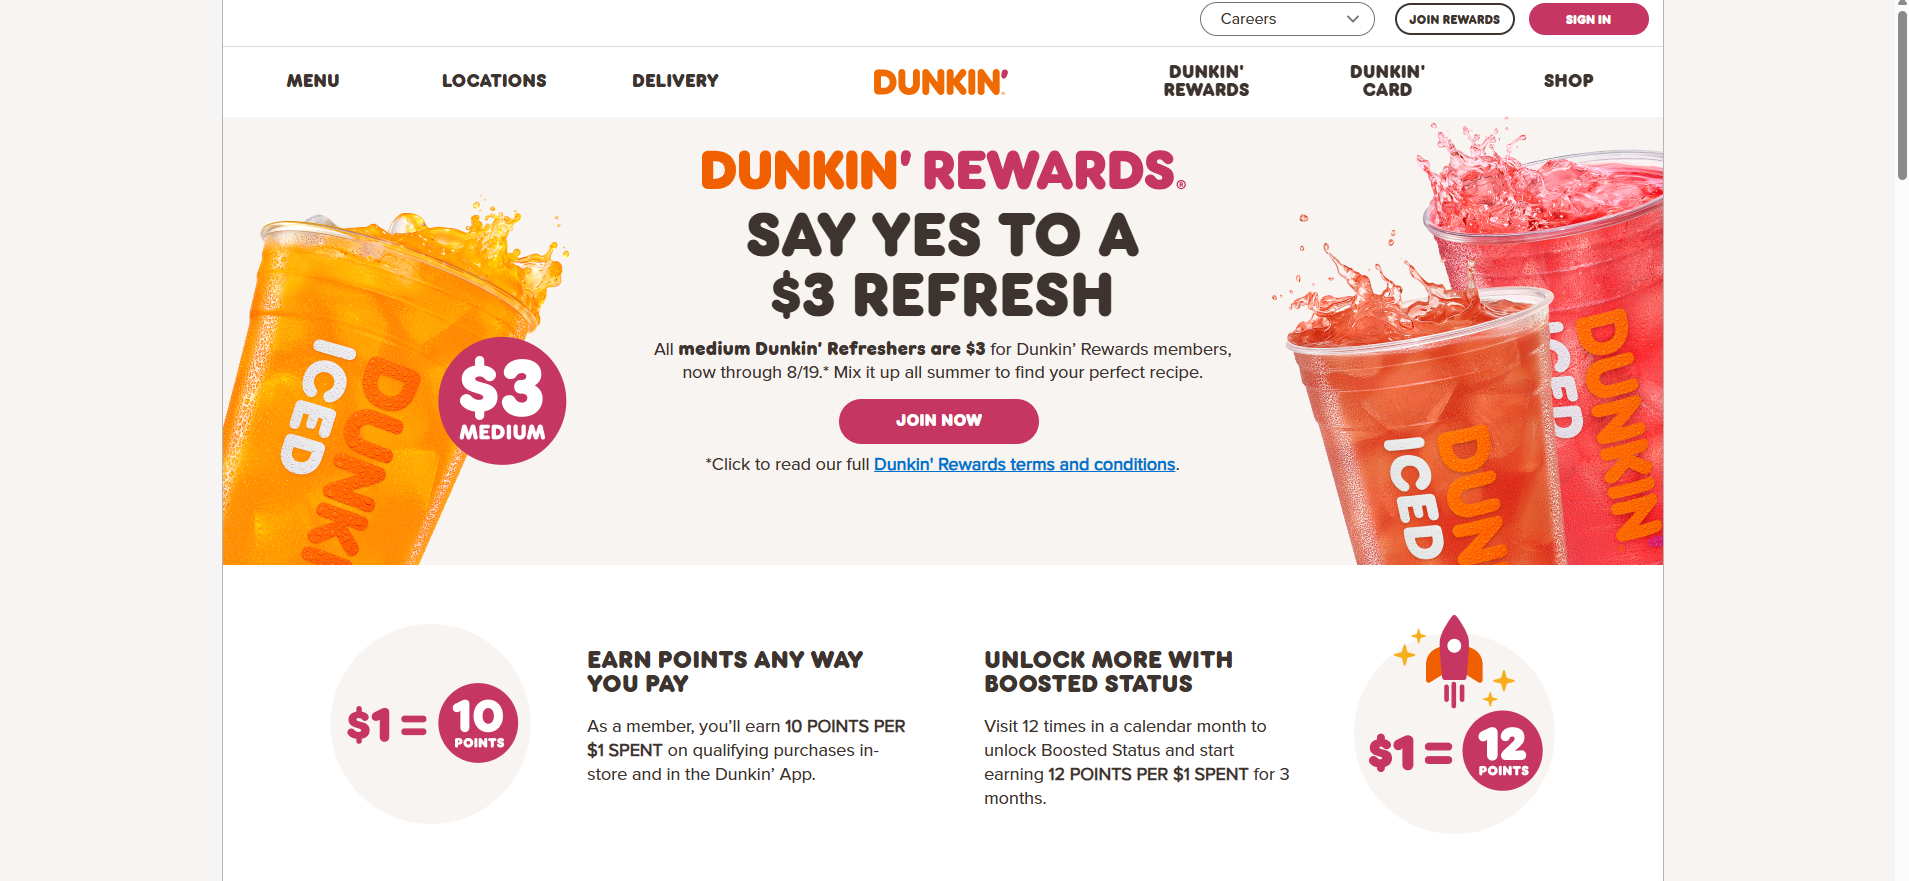 Careers
JOIN REWARDS
SIGN IN
MENU
LOCATIONS
DELIVERY
DUNKIN'
DUNKIN'
REWARDS
DUNKIN'
CARD
SHOP
DUNKIN' REWARDS®
SAY YES TO A
$3 REFRESH
All medium Dunkin' Refreshers are $3 for Dunkin’ Rewards members,
now through 8/19.* Mix it up all summer to find your perfect recipe.
JOIN NOW
*Click to read our full Dunkin' Rewards terms and conditions.
ICED
DUNK
$3
MEDIUM
ICED
DUN
ICED
DUNKIN
$1 = 10
POINTS
EARN POINTS ANY WAY
YOU PAY
As a member, you’ll earn 10 POINTS PER
$1 SPENT on qualifying purchases in-
store and in the Dunkin’ App.
UNLOCK MORE WITH
BOOSTED STATUS
Visit 12 times in a calendar month to
unlock Boosted Status and start
earning 12 POINTS PER $1 SPENT for 3
months.
$1 = 12
POINTS